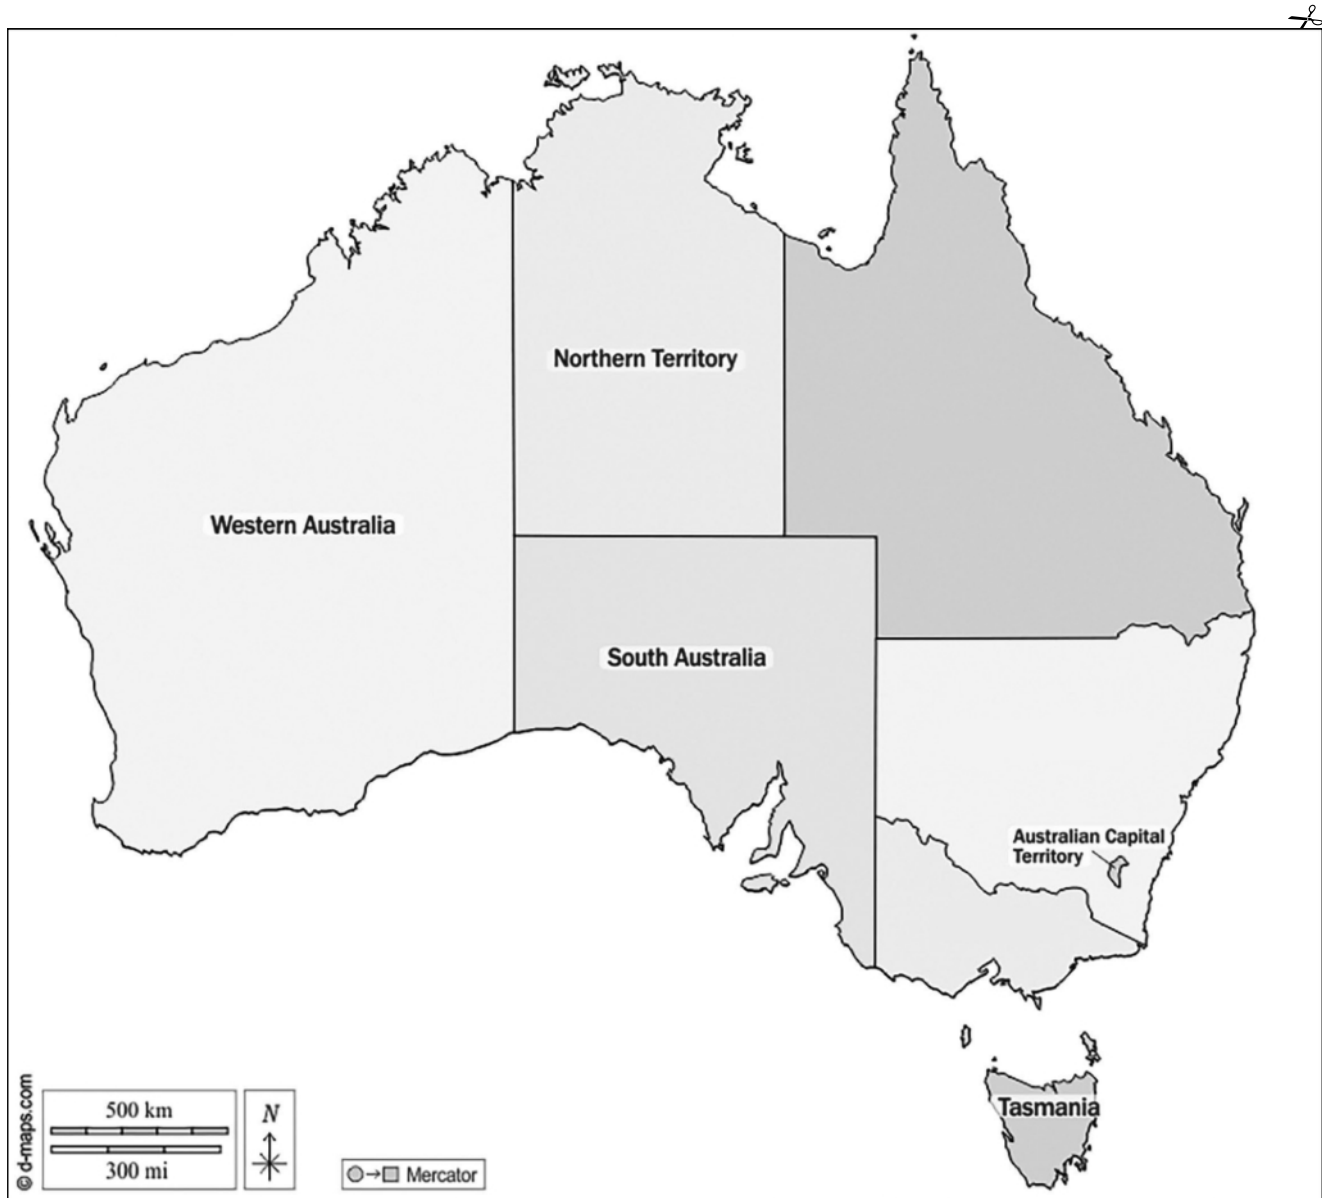 Northern Territory
Western Australia
South Australia
Australian Capital
Territory
Tasmania
© d-maps.com
500 km
300 mi
N
Mercator